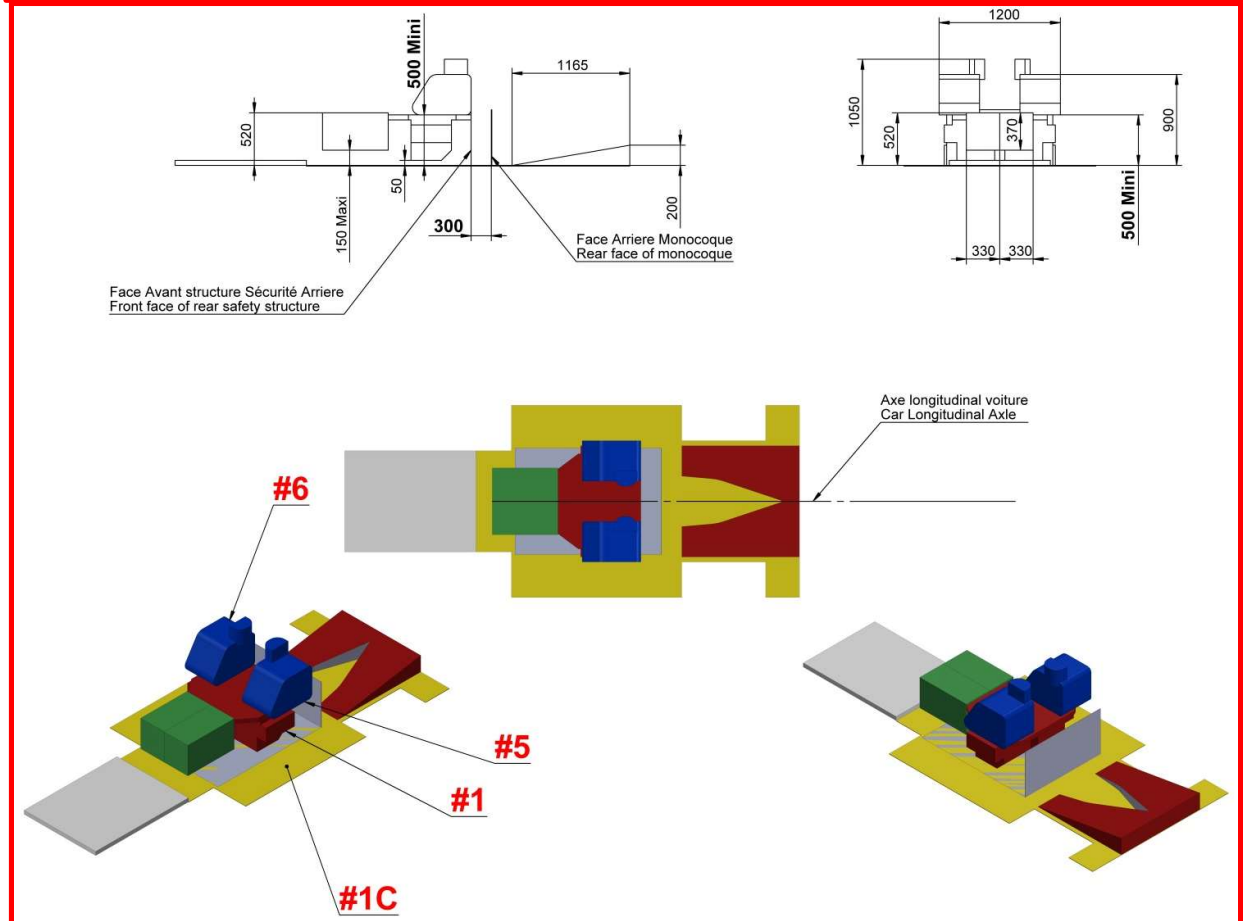 1200
500 Mini
1165
1050
520
370
900
520
50
150 Maxi
200
500 Mini
300
330
330
Face Arriere Monocoque
Rear face of monocoque
Face Avant structure Sécurité Arriere
Front face of rear safety structure
Axe longitudinal voiture
Car Longitudinal Axle
#6
#5
#1
#1C